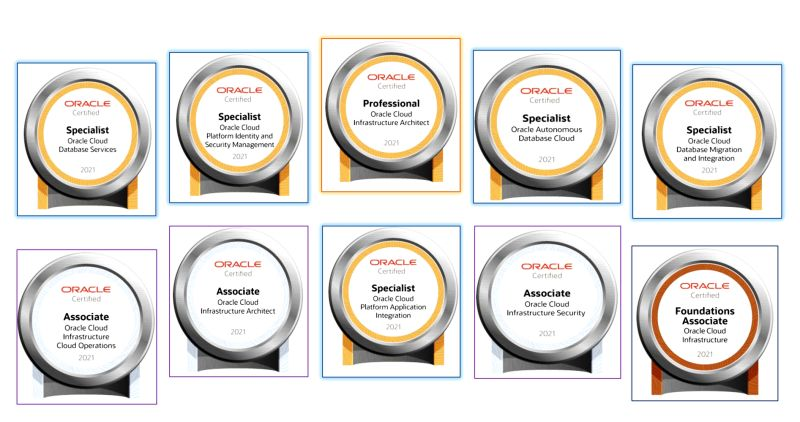 ORACLE
Certified
Specialist
Oracle Cloud
Database Services
2021
ORACLE
Certified
Specialist
Oracle Cloud
Platform Identity and
Security Management
2021
ORACLE
Certified
Professional
Oracle Cloud
Infrastructure Architect
2021
ORACLE
Certified
Specialist
Oracle Autonomous
Database Cloud
2021
ORACLE
Certified
Specialist
Oracle Cloud
Database Migration
and Integration
2021
ORACLE
Certified
Associate
Oracle Cloud
Infrastructure
Cloud Operations
2021
ORACLE
Certified
Associate
Oracle Cloud
Infrastructure Architect
2021
ORACLE
Certified
Specialist
Oracle Cloud
Platform Application
Integration
2021
ORACLE
Certified
Associate
Oracle Cloud
Infrastructure Security
2021
ORACLE
Certified
Foundations
Associate
Oracle Cloud
Infrastructure
2021